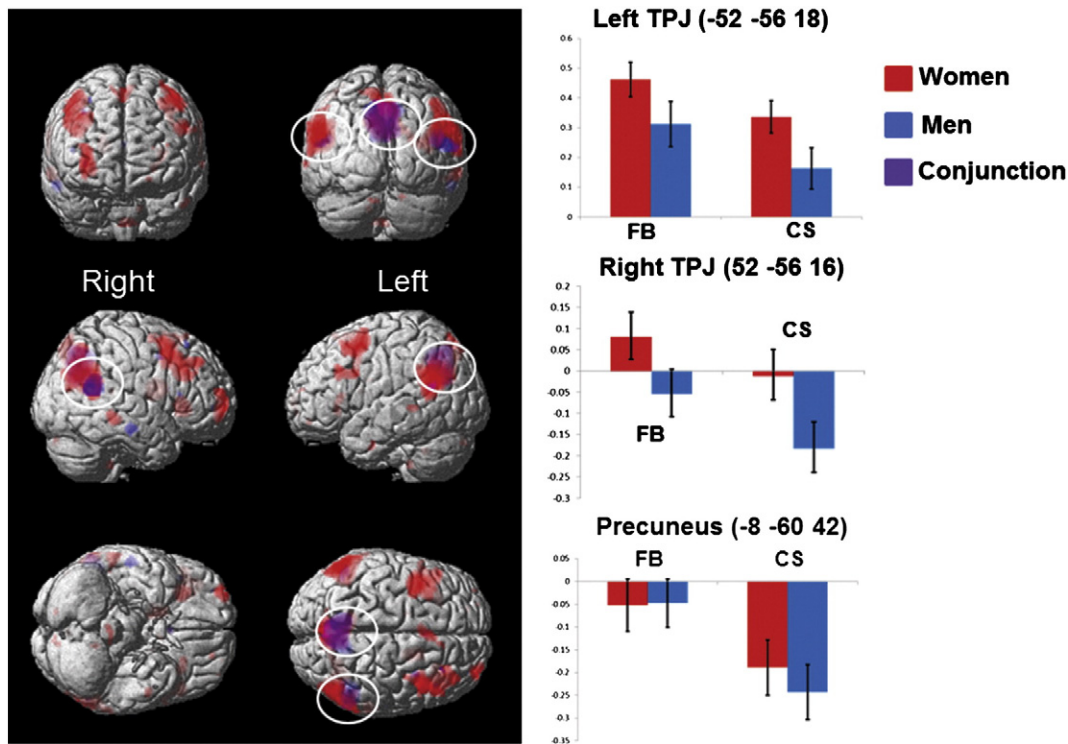 Right
Left
Left TPJ (-52 -56 18)
0.6
0.5
0.4
0.3
0.2
0.1
0
FB
CS
Women
Men
Conjunction
Right TPJ (52 -56 16)
0.2
0.15
0.1
0.05
0
-0.05
-0.1
-0.15
-0.2
-0.25
-0.3
CS
FB
Precuneus (-8 -60 42)
FB
CS
0.05
0
-0.05
-0.1
-0.15
-0.2
-0.25
-0.3
-0.35